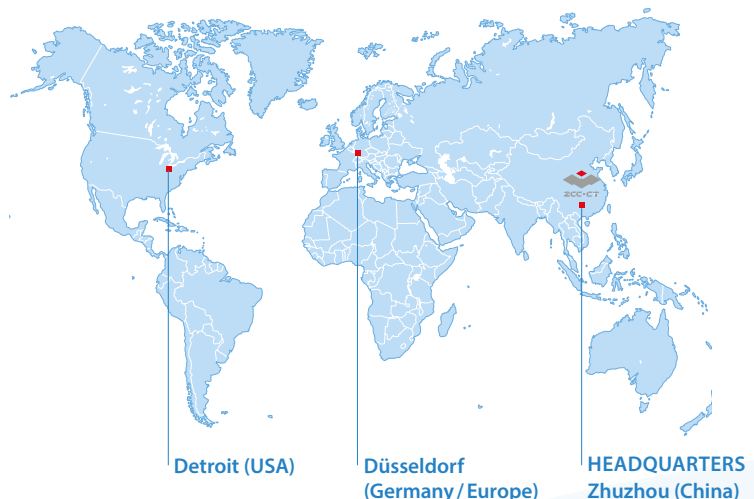 ZCC·CT
Detroit (USA)
Düsseldorf
(Germany / Europe)
HEADQUARTERS
Zhuzhou (China)